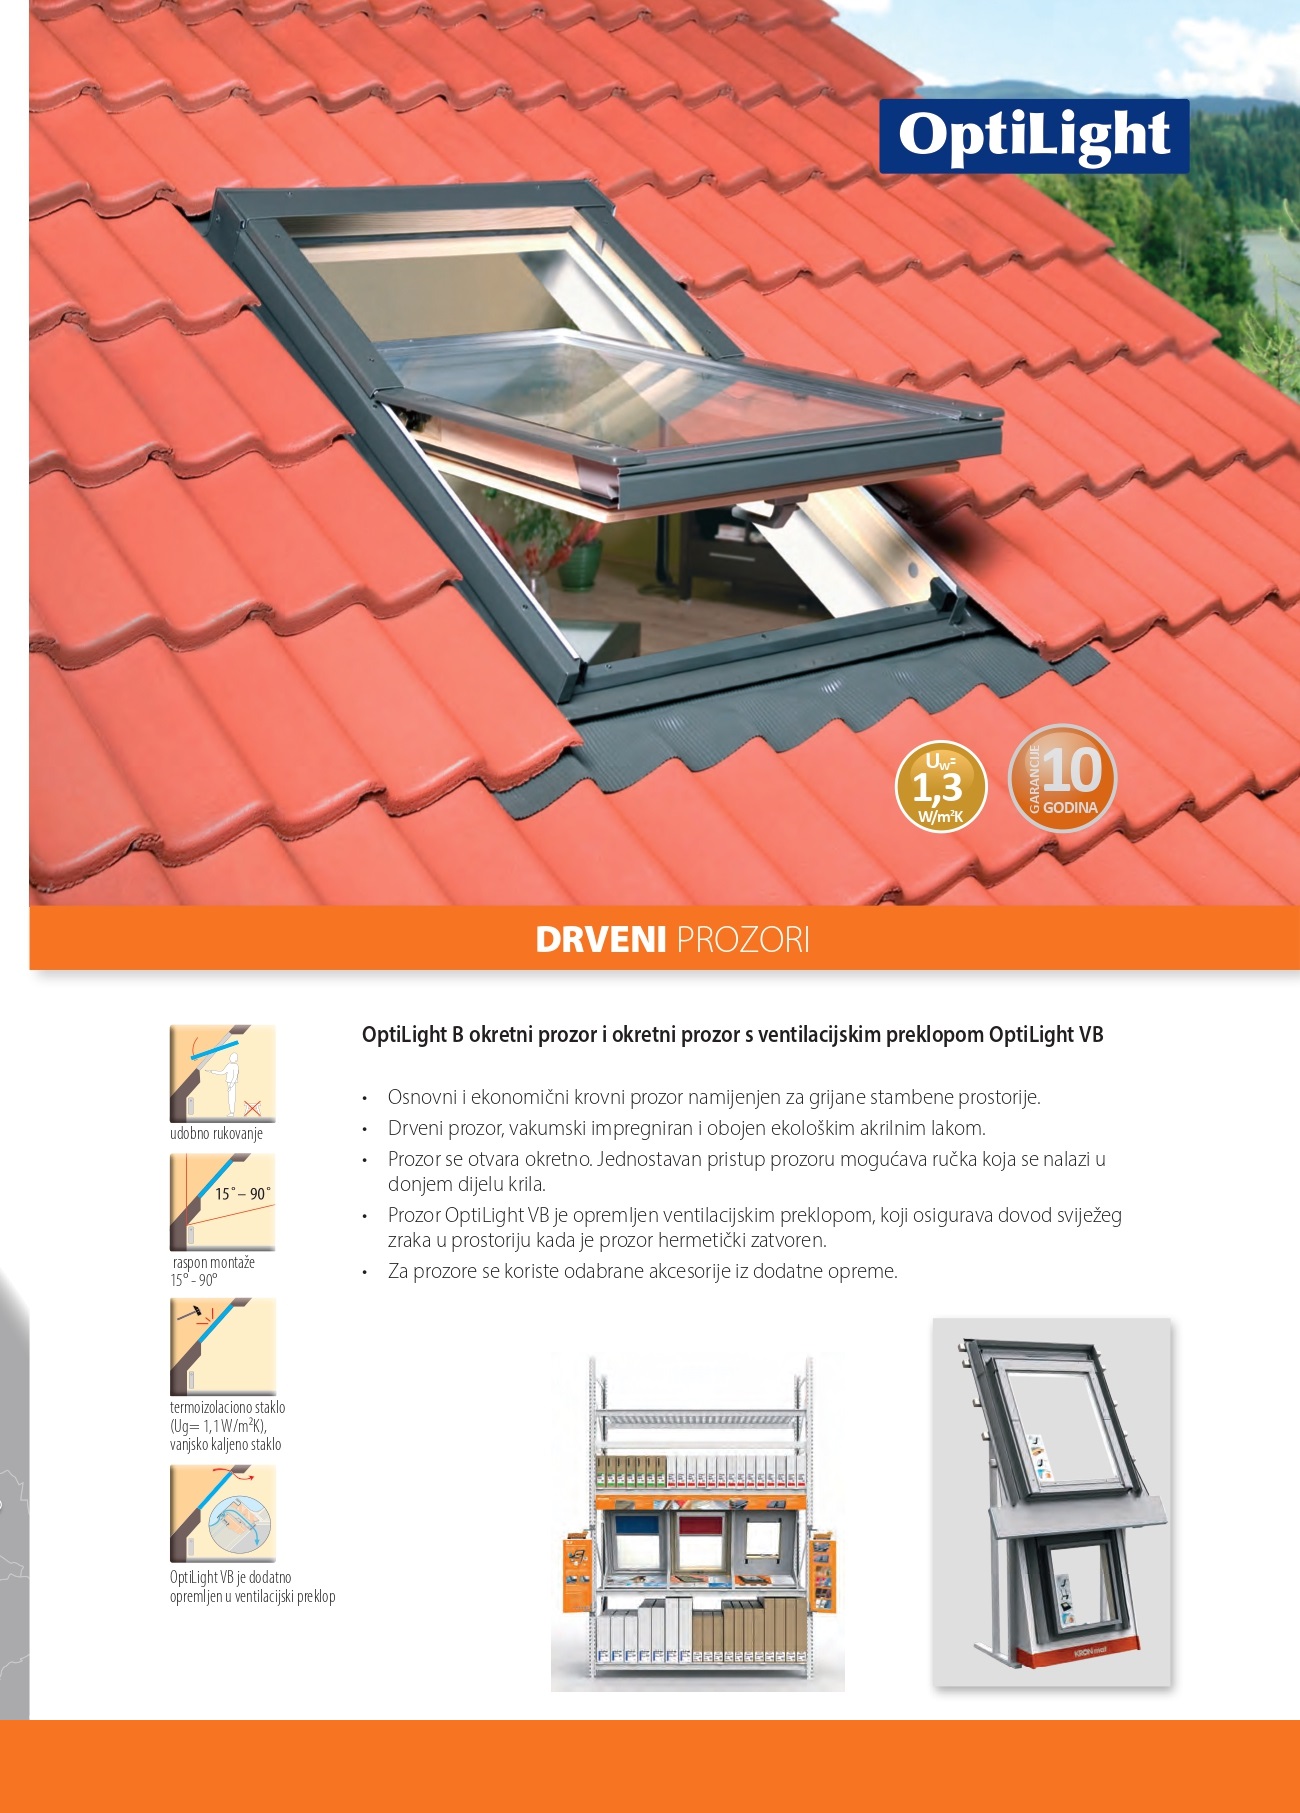 OptiLight
Uw=
1,3
W/m²K
GARANCIJE
10
GODINA
DRVENI PROZORI
OptiLight B okretni prozor i okretni prozor s ventilacijskim preklopom OptiLight VB
• Osnovni i ekonomični krovni prozor namijenjen za grijane stambene prostorije.
• Drveni prozor, vakumski impregniran i obojen ekološkim akrilnim lakom.
• Prozor se otvara okretno. Jednostavan pristup prozoru mogućava ručka koja se nalazi u
donjem dijelu krila.
• Prozor OptiLight VB je opremljen ventilacijskim preklopom, koji osigurava dovod svježeg
zraka u prostoriju kada je prozor hermetički zatvoren.
• Za prozore se koriste odabrane akcesorije iz dodatne opreme.
udobno rukovanje
15˚– 90˚
raspon montaže
15º - 90º
termoizolaciono staklo
(Ug= 1,1 W/m²K),
vanjsko kaljeno staklo
OptiLight VB je dodatno
opremljen u ventilacijski preklop